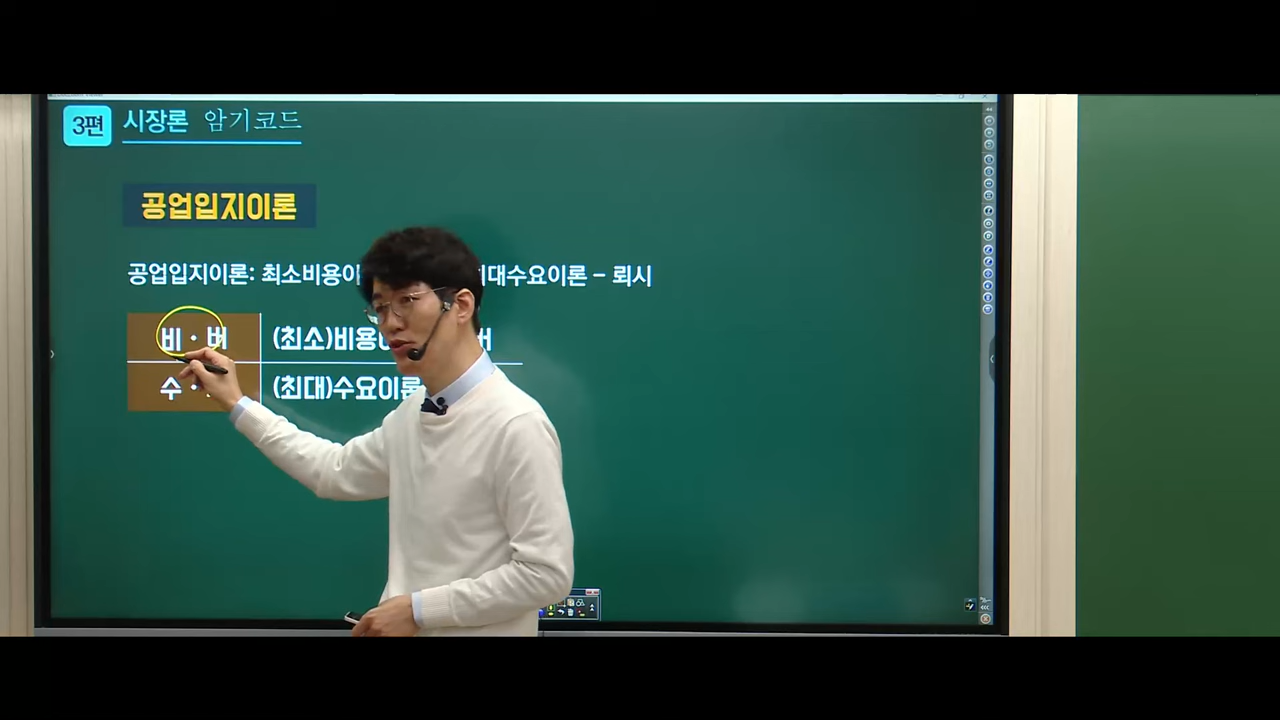 3편 시장론 암기코드
공업입지이론
공업입지이론: 최소비용이 대수요이론 – 뢰시
비·버 (최소)비용 버
수· (최대)수요이론